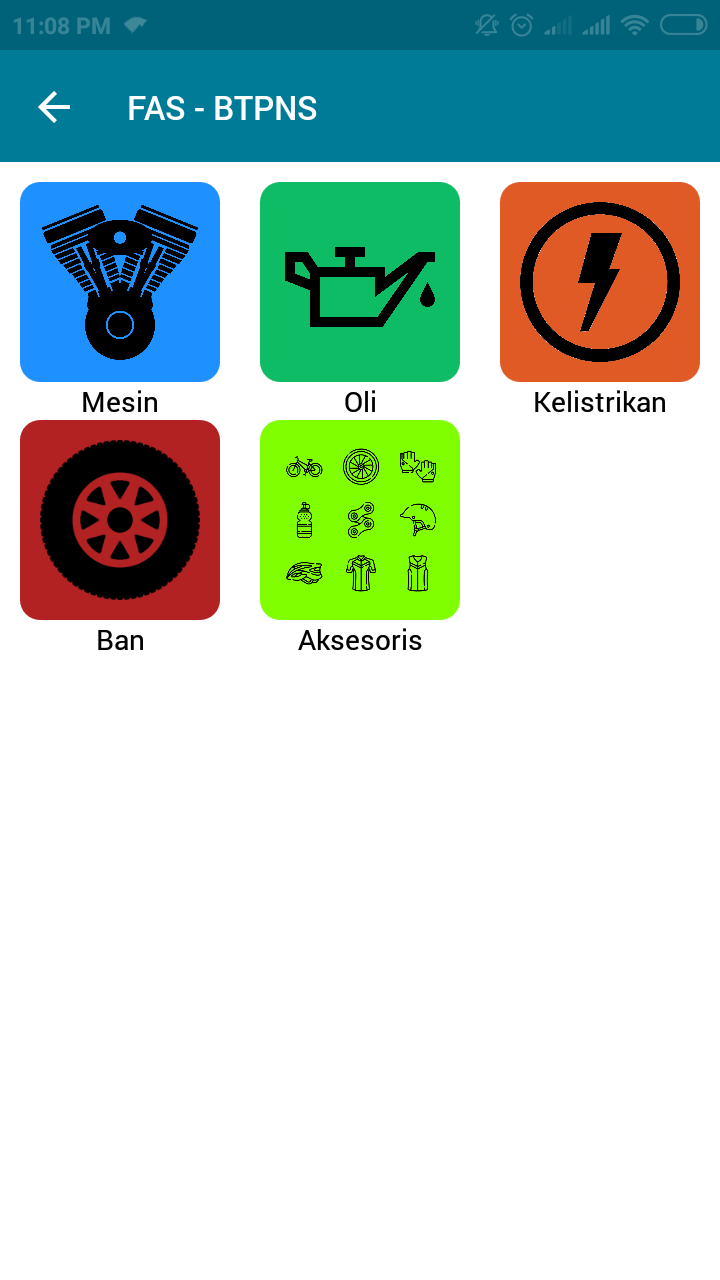 11:08 PM
FAS - BTPNS
Mesin
Oli
Kelistrikan
Ban
Aksesoris